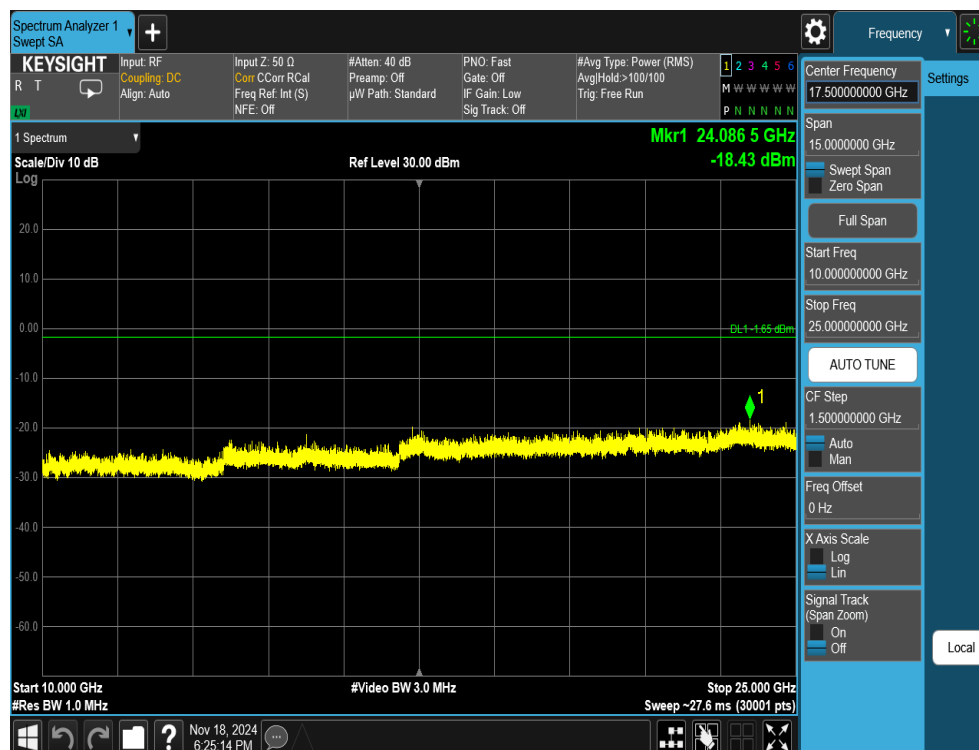 Spectrum Analyzer 1
Swept SA
+
Frequency
KEYSIGHT
R T
LXI
Input: RF
Coupling: DC
Align: Auto
Input Z: 50 Ω
Corr CCorr RCal
Freq Ref: Int (S)
NFE: Off
#Atten: 40 dB
Preamp: Off
µW Path: Standard
PNO: Fast
Gate: Off
IF Gain: Low
Sig Track: Off
#Avg Type: Power (RMS)
Avg|Hold:>100/100
Trig: Free Run
1 2 3 4 5 6
M W W W W W
P N N N N N
1 Spectrum
Mkr1 24.086 5 GHz
-18.43 dBm
Scale/Div 10 dB
Ref Level 30.00 dBm
Log
20.0
10.0
0.00
DL1 -1.65 dBm
-10.0
1
-20.0
-30.0
-40.0
-50.0
-60.0
Start 10.000 GHz
#Video BW 3.0 MHz
Stop 25.000 GHz
#Res BW 1.0 MHz
Sweep ~27.6 ms (30001 pts)
Center Frequency
17.500000000 GHz
Settings
Span
15.0000000 GHz
Swept Span
Zero Span
Full Span
Start Freq
10.000000000 GHz
Stop Freq
25.000000000 GHz
AUTO TUNE
CF Step
1.500000000 GHz
Auto
Man
Freq Offset
0 Hz
X Axis Scale
Log
Lin
Signal Track
(Span Zoom)
On
Off
Local
?
Nov 18, 2024
6:25:14 PM